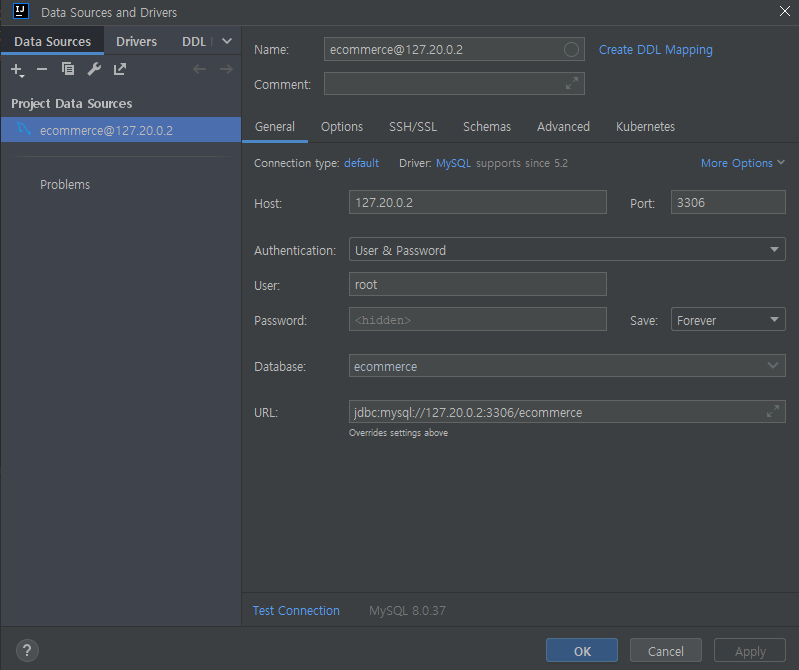 IJ
Data Sources and Drivers
Data Sources
Drivers
DDL
Project Data Sources
ecommerce@127.20.0.2
Problems
Name:
ecommerce@127.20.0.2
Create DDL Mapping
Comment:
General
Options
SSH/SSL
Schemas
Advanced
Kubernetes
Connection type: default
Driver: MySQL supports since 5.2
More Options
Host:
127.20.0.2
Port:
3306
Authentication:
User & Password
User:
root
Password:
<hidden>
Save:
Forever
Database:
ecommerce
URL:
jdbc:mysql://127.20.0.2:3306/ecommerce
Overrides settings above
Test Connection
MySQL 8.0.37
?
OK
Cancel
Apply